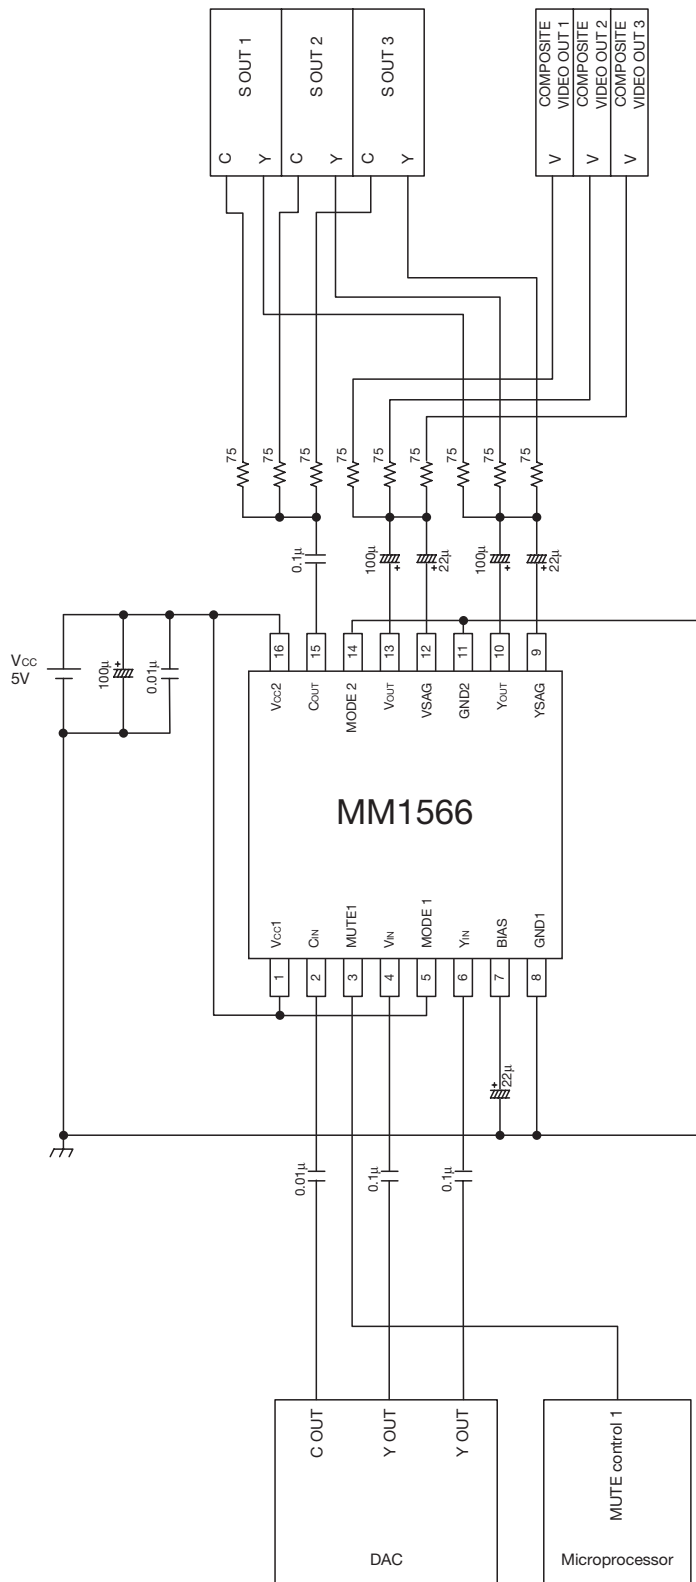 S OUT 1
S OUT 2
S OUT 3
C
Y
C
Y
C
Y
COMPOSITE
VIDEO OUT 1
COMPOSITE
VIDEO OUT 2
COMPOSITE
VIDEO OUT 3
V
V
V
75
75
75
75
75
75
75
75
75
0.1µ
100µ
+
22µ
+
100µ
+
22µ
+
VCC
5V
100µ
+
0.01µ
16
15
14
13
12
11
10
9
VCC2
COUT
MODE 2
VOUT
VSAG
GND2
YOUT
YSAG
MM1566
VCC1
CIN
MUTE1
VIN
MODE 1
YIN
BIAS
GND1
1
2
3
4
5
6
7
8
+
22µ
0.01µ
0.1µ
0.1µ
C OUT
Y OUT
Y OUT
DAC
MUTE control 1
Microprocessor